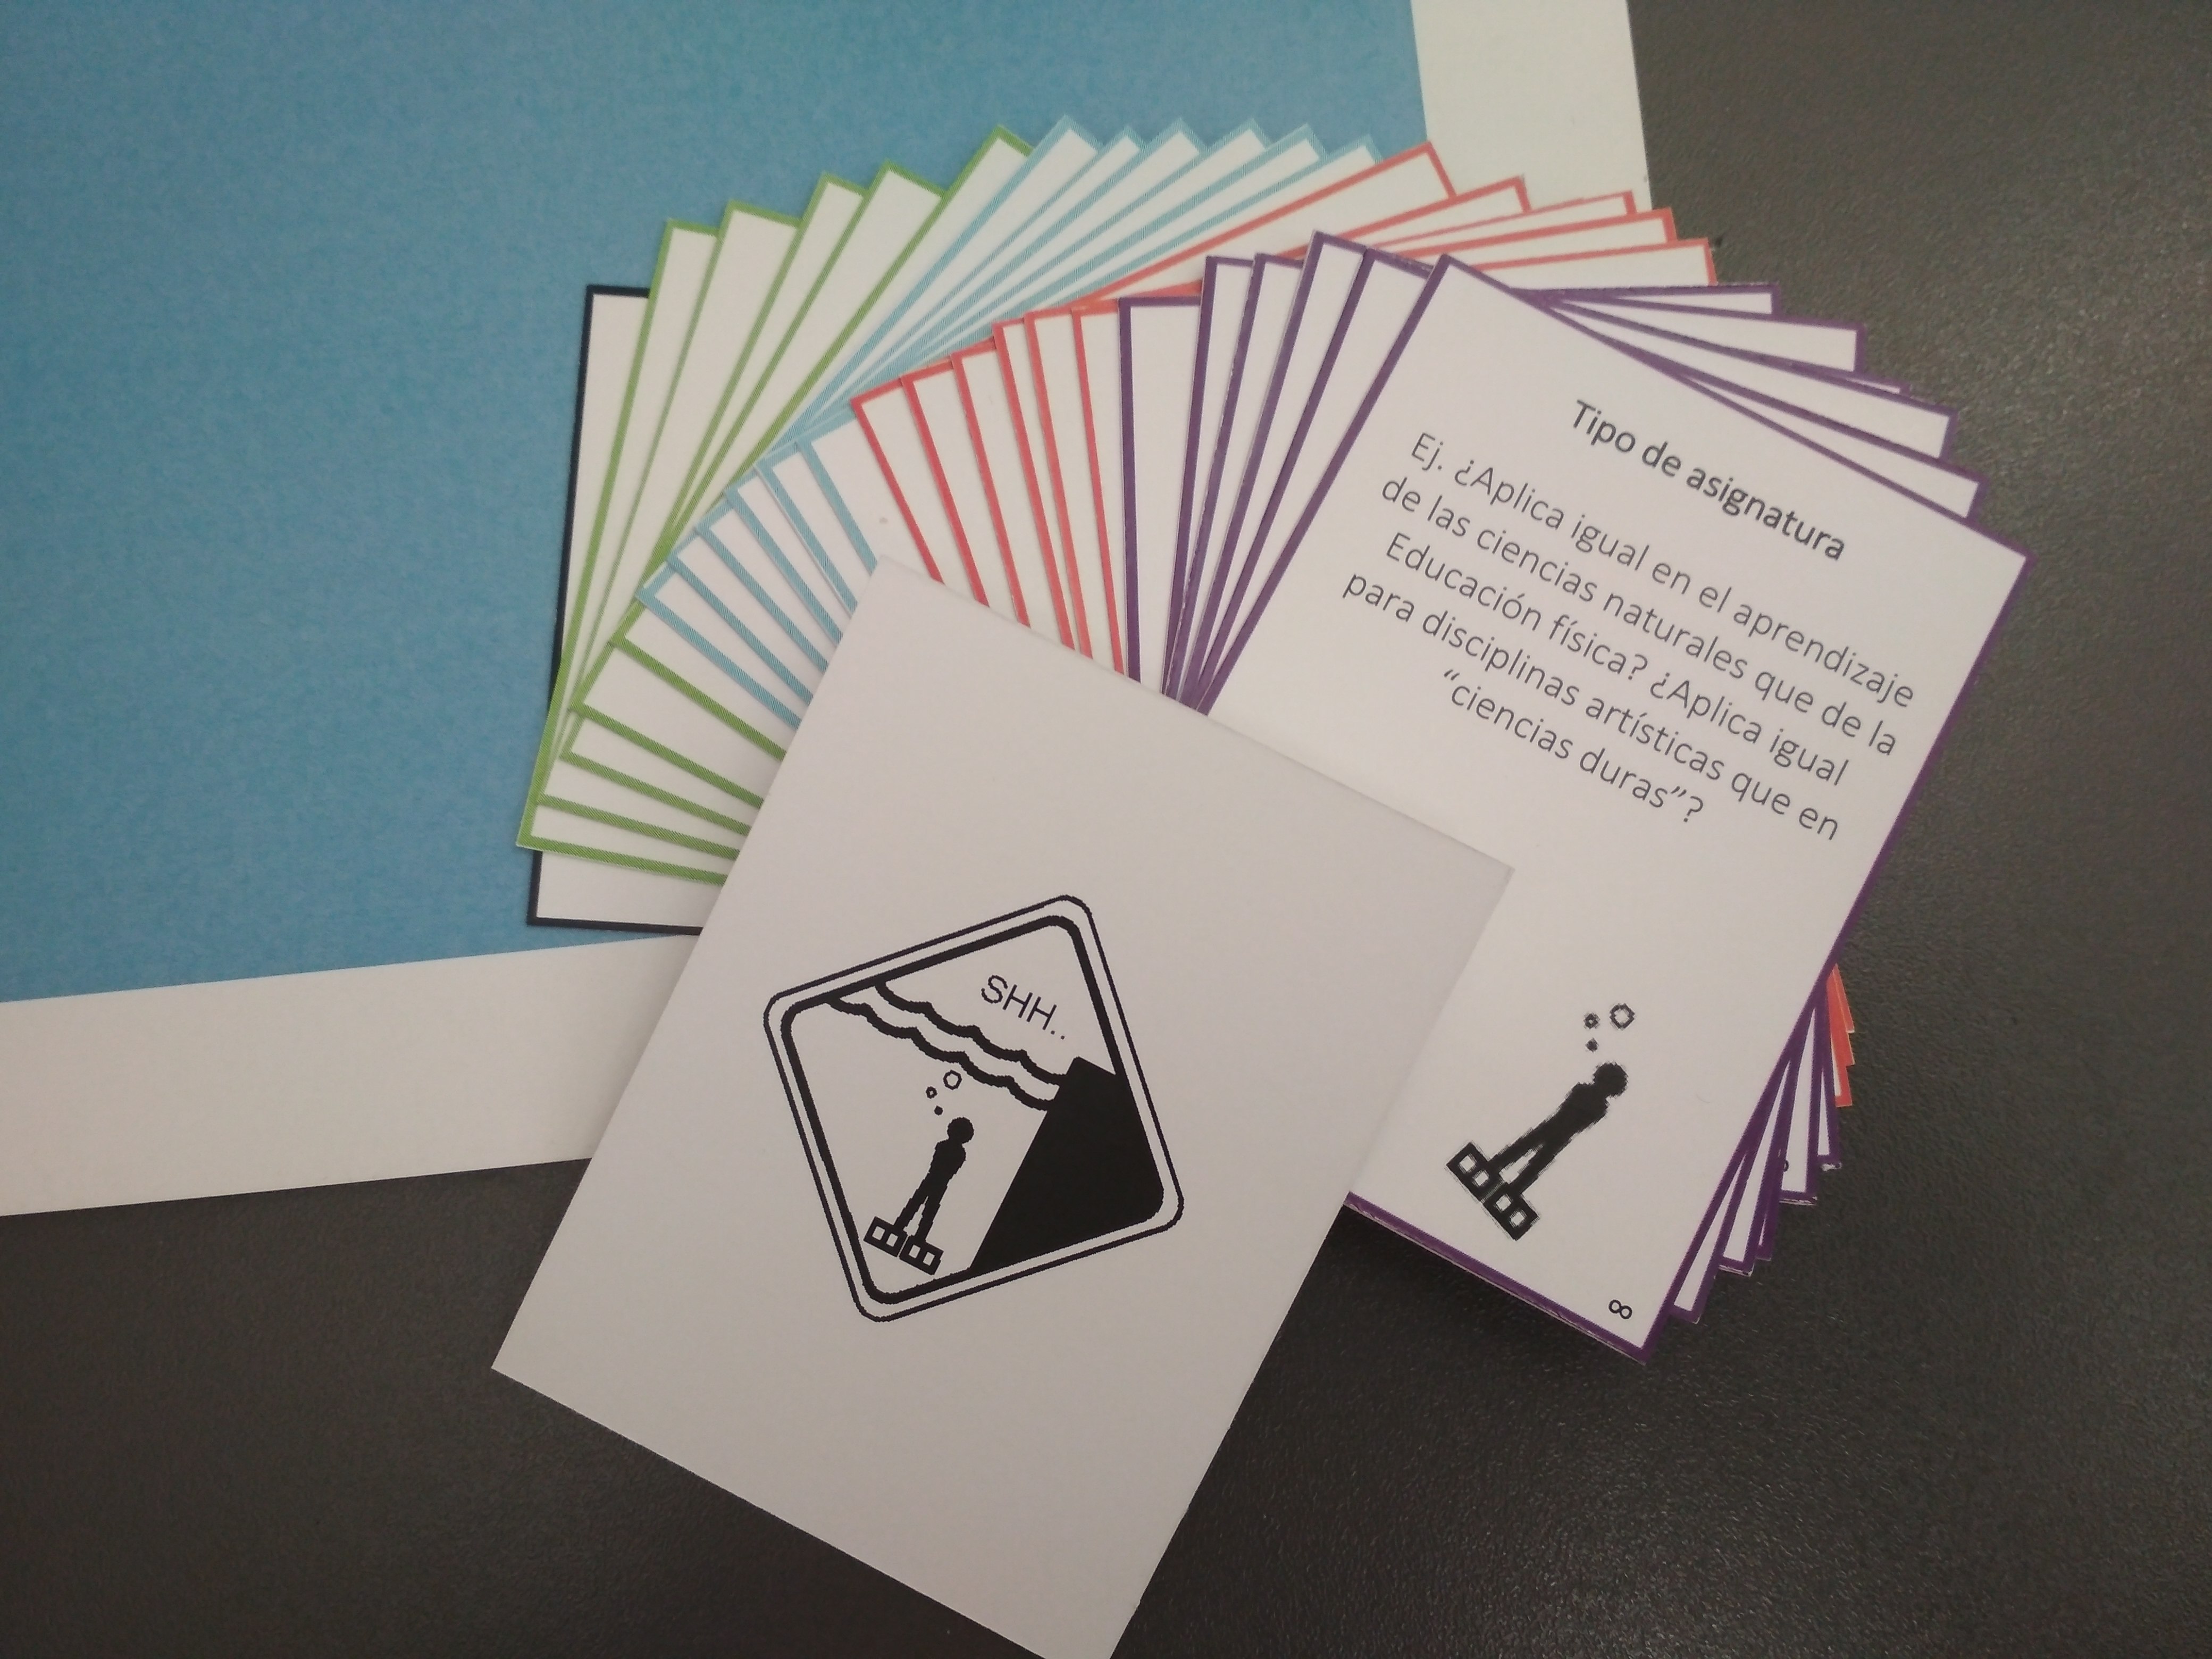 Tipo de asignatura
Ej. ¿Aplica igual en el aprendizaje
de las ciencias naturales que de la
Educación física? ¿Aplica igual
para disciplinas artísticas que en
“ciencias duras”?
8
SHH..